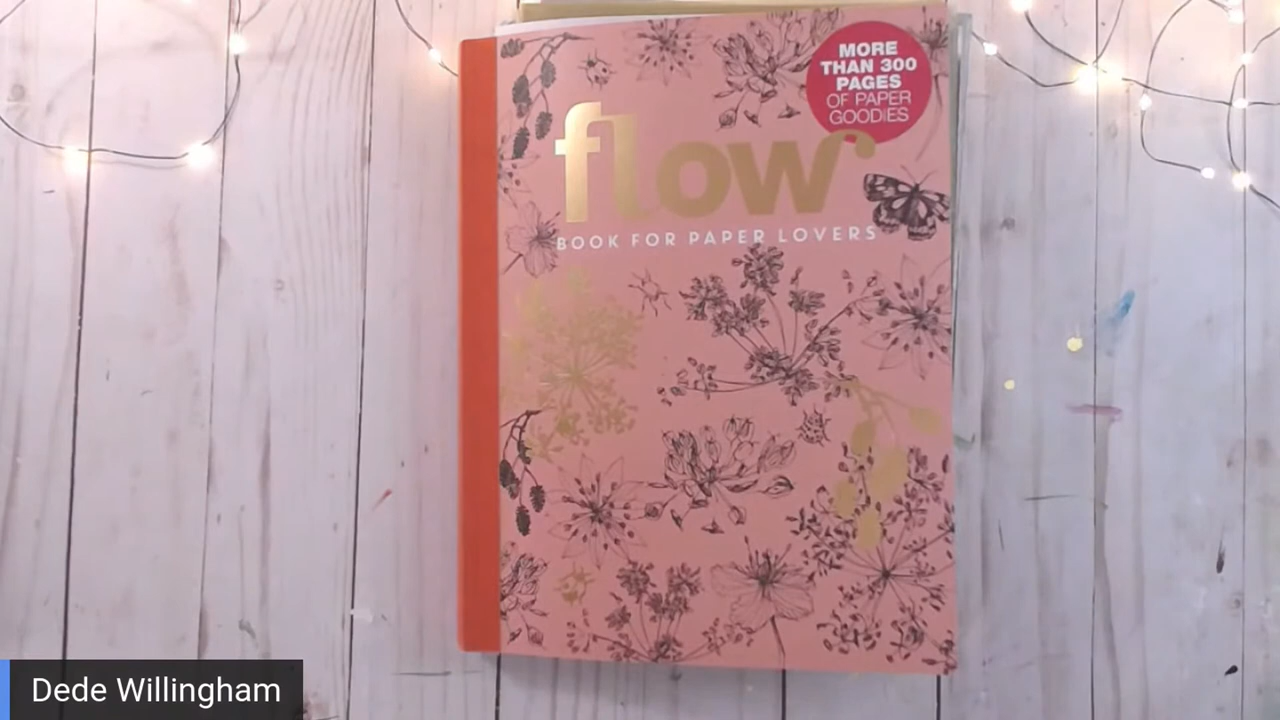 MORE
THAN 300
PAGES
OF PAPER
GOODIES
flow
BOOK FOR PAPER LOVERS
Dede Willingham